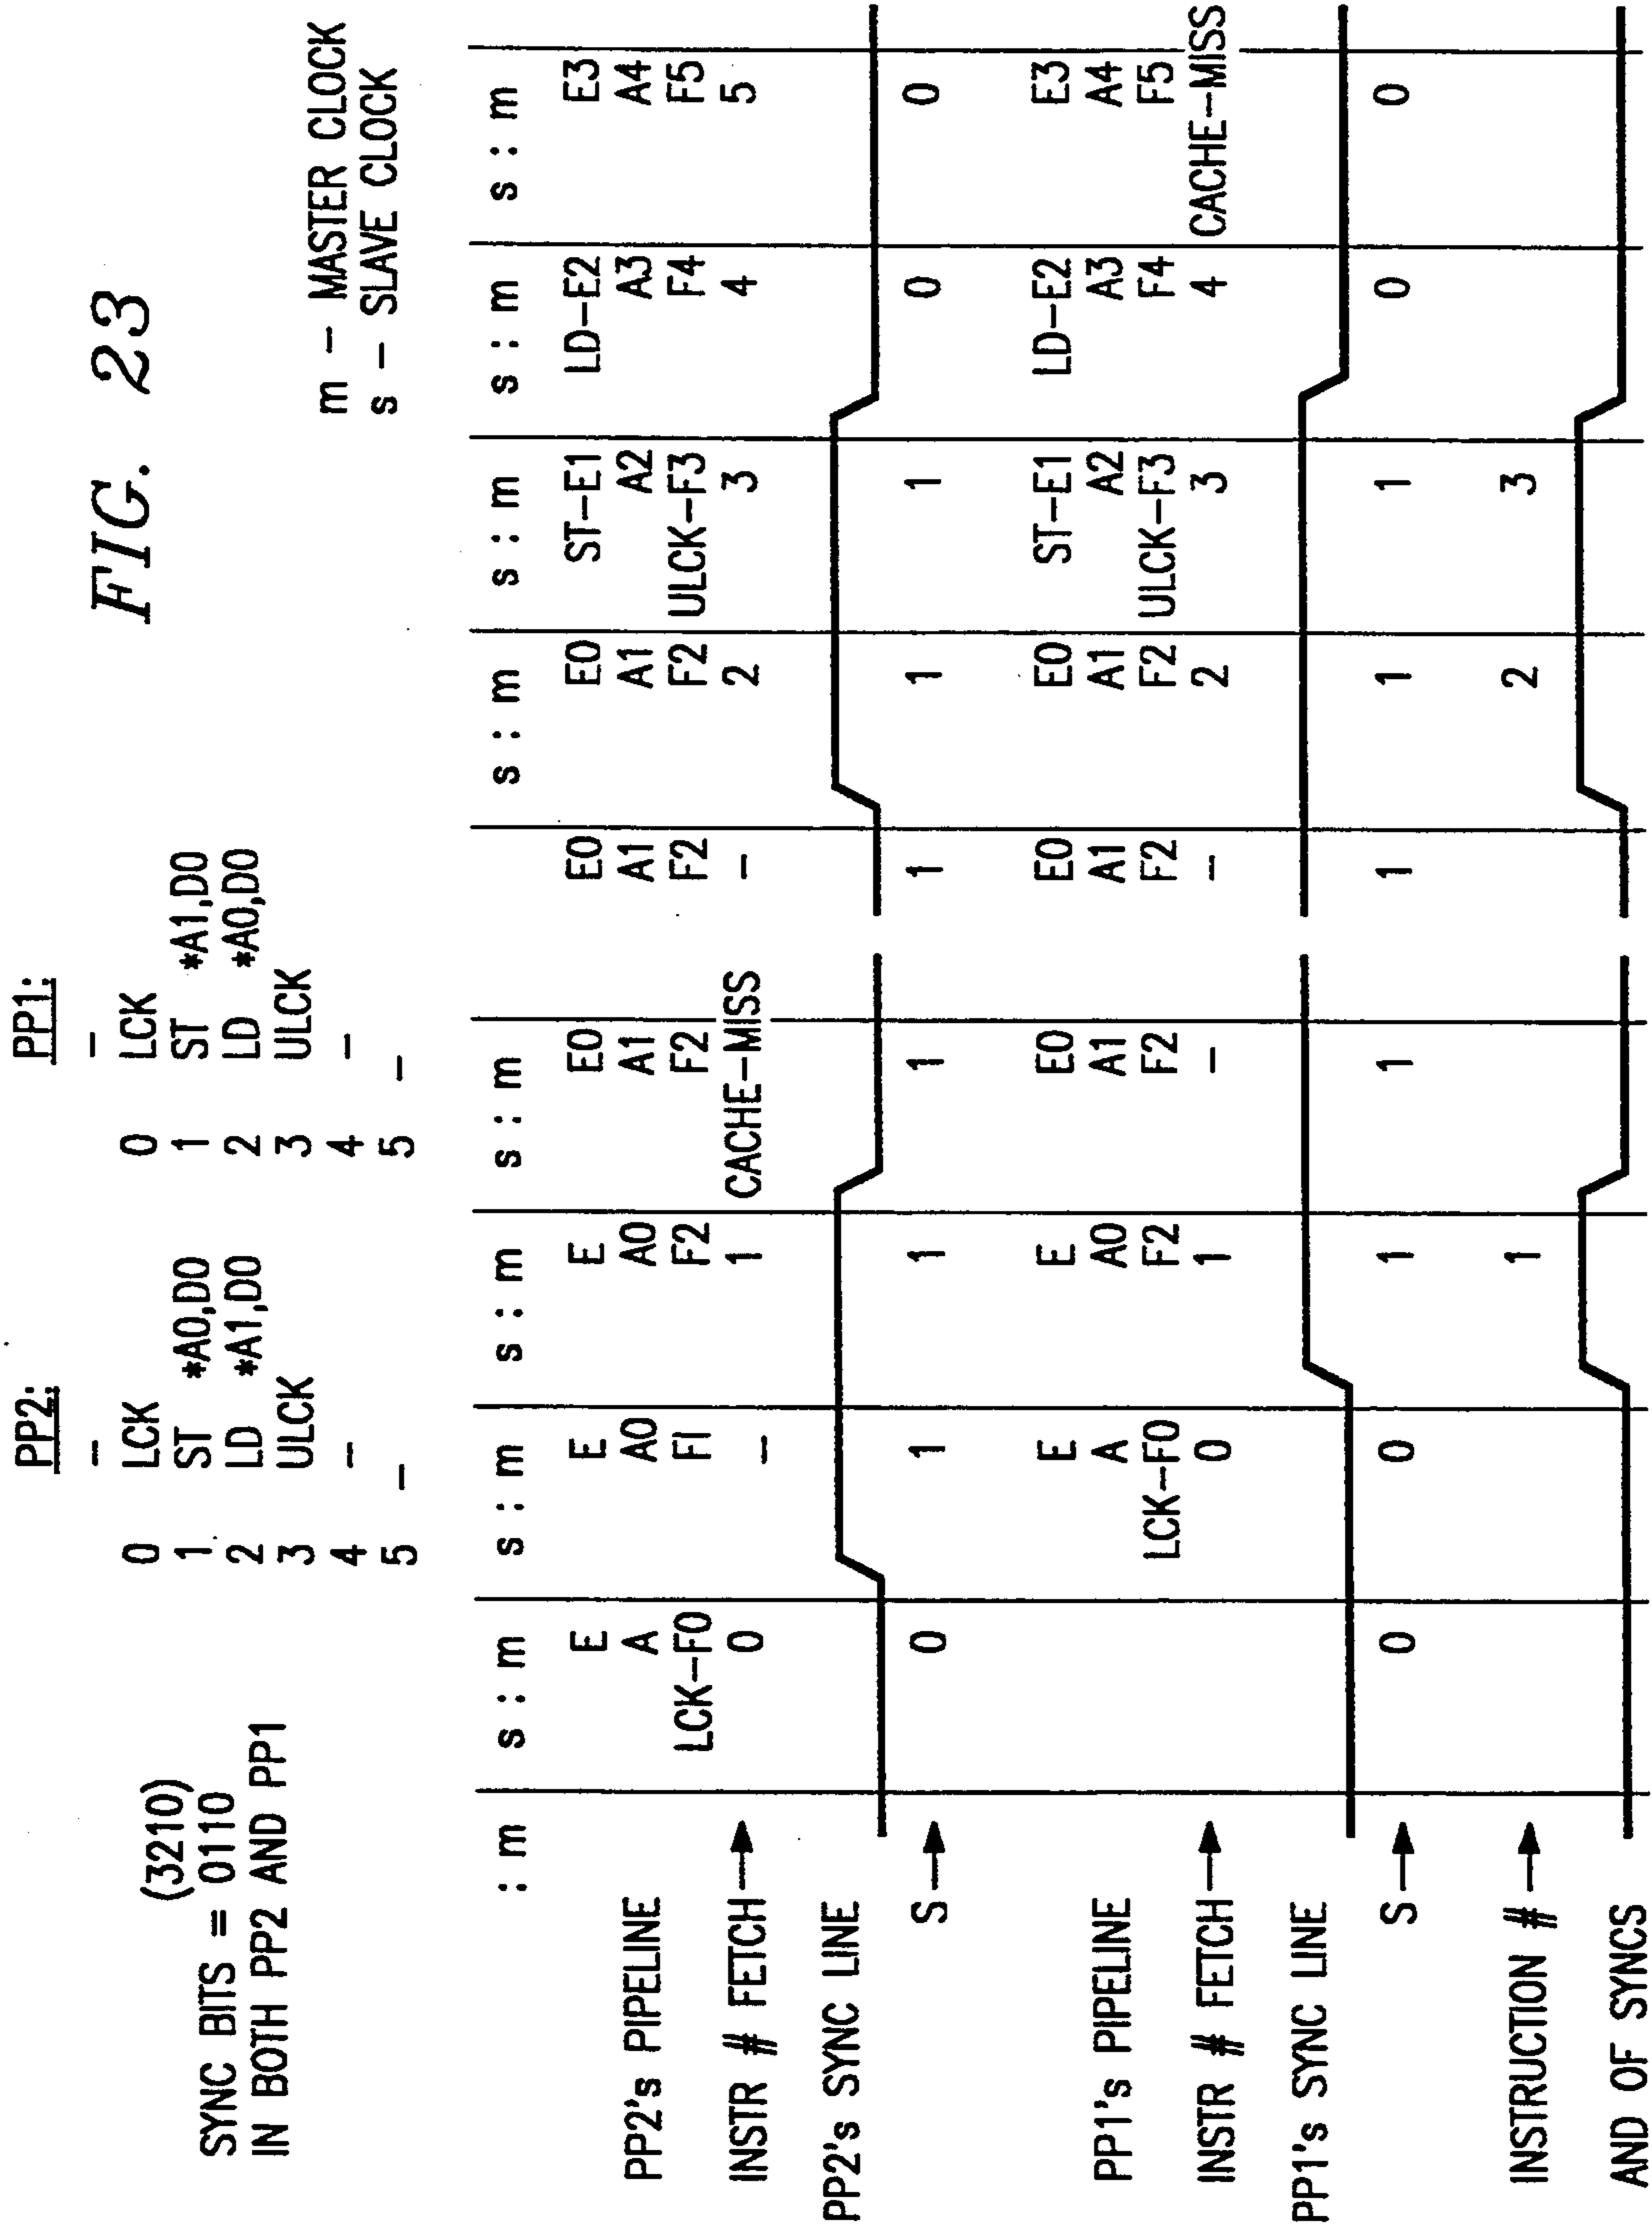 FIG. 23
PP2: PP1:
– –
0 LCK 0 LCK
1 ST *A0,D0 1 ST *A1,D0
2 LD *A1,D0 2 LD *A0,D0
3 ULCK 3 ULCK
4 – 4 –
5 – 5 –
(3210)
SYNC BITS = 0110
IN BOTH PP2 AND PP1
m – MASTER CLOCK
s – SLAVE CLOCK
: m s : m s : m s : m s : m s : m s : m s : m s : m
PP2's PIPELINE
E E E E0 E0 E0 ST–E1 LD–E2 E3
A A0 A0 A1 A1 A1 A2 A3 A4
LCK–F0 FI F2 F2 F2 F2 ULCK–F3 F4 F5
INSTR # FETCH 0 – 1 CACHE–MISS – 2 3 4 5
PP2's SYNC LINE
S 0 1 1 1 1 1 1 0 0
PP1's PIPELINE
E E E0 E0 E0 ST–E1 LD–E2 E3
A A0 A1 A1 A1 A2 A3 A4
LCK–F0 F2 F2 F2 F2 ULCK–F3 F4 F5
INSTR # FETCH 0 1 – – 2 3 4 CACHE–MISS
PP1's SYNC LINE
S 0 0 1 1 1 1 1 0 0
INSTRUCTION # 1 2 3
AND OF SYNCS